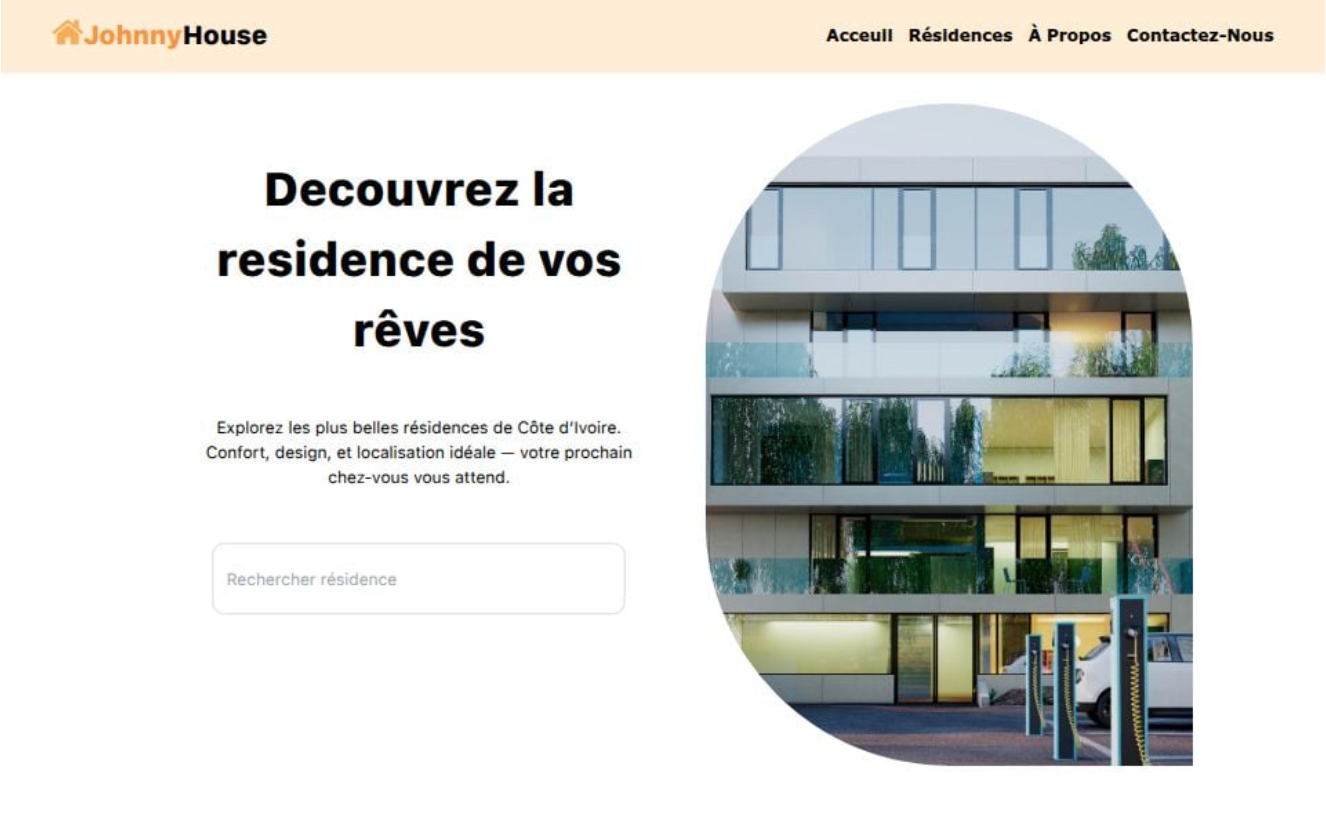 JohnnyHouse
Acceuil Résidences À Propos Contactez-Nous
Decouvrez la
residence de vos
rêves
Explorez les plus belles résidences de Côte d’Ivoire.
Confort, design, et localisation idéale — votre prochain
chez-vous vous attend.
Rechercher résidence